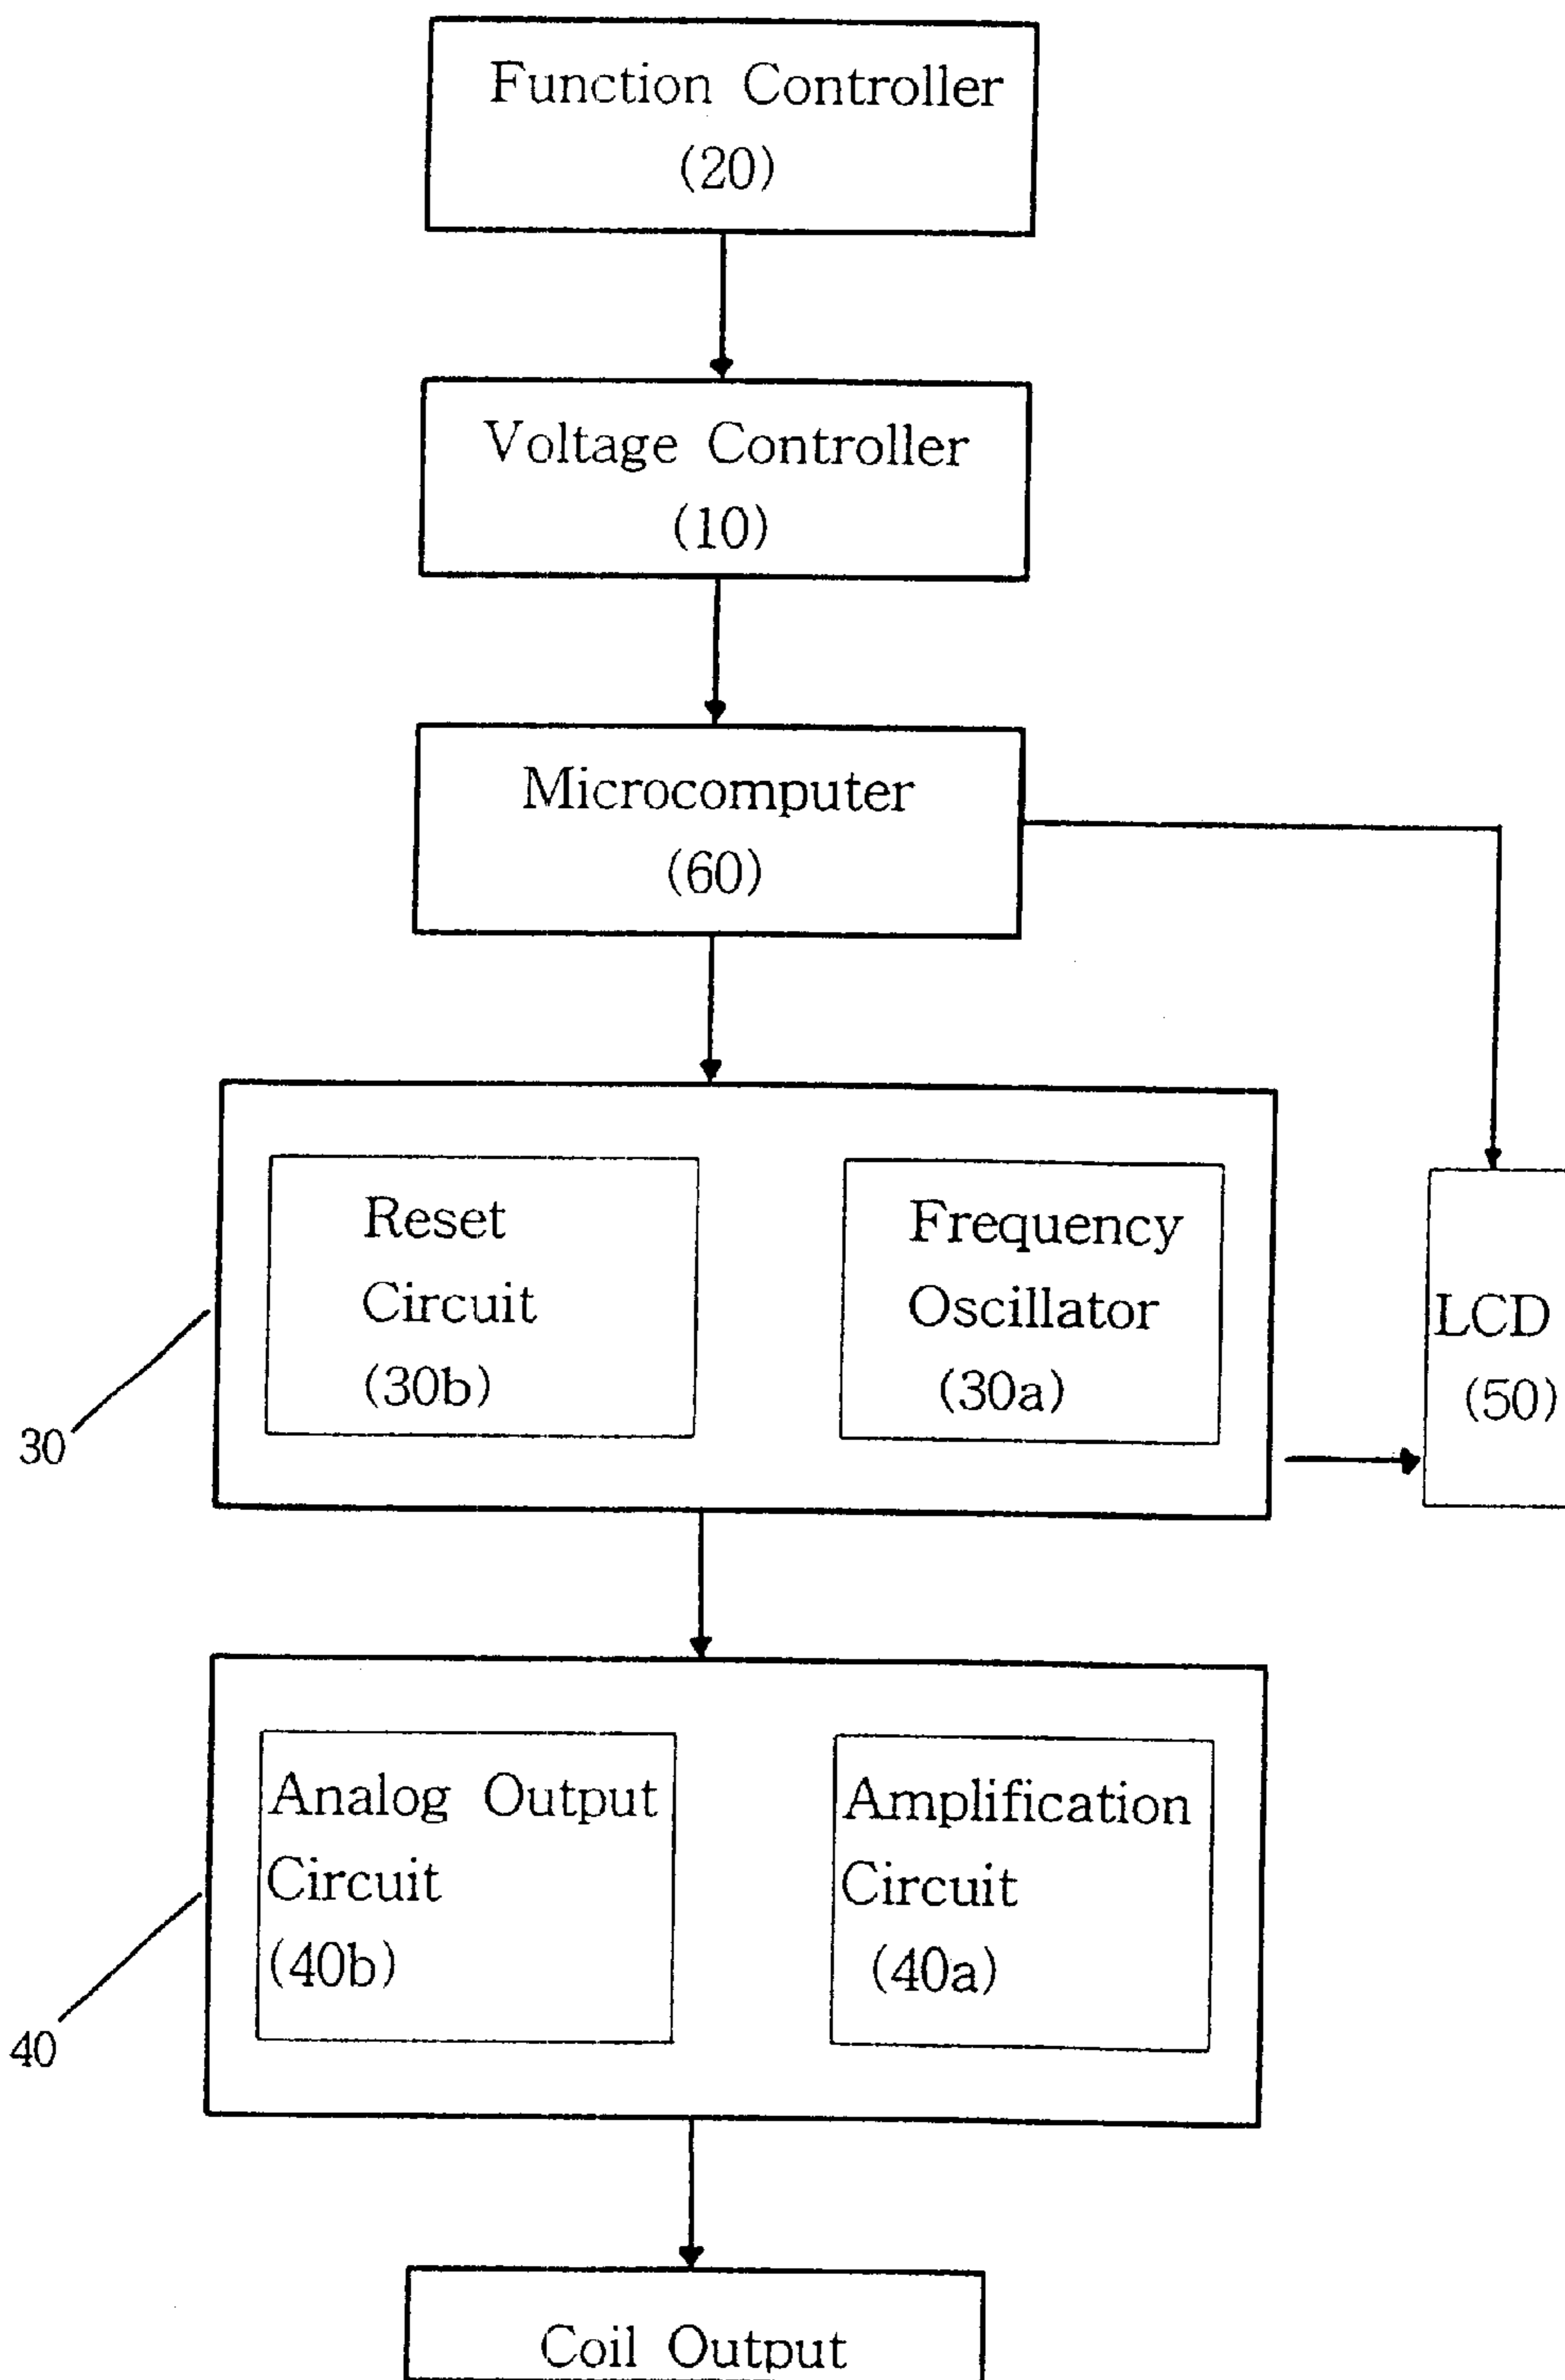 Function Controller
(20)
Voltage Controller
(10)
Microcomputer
(60)
Reset
Circuit
(30b)
Frequency
Oscillator
(30a)
LCD
(50)
30
Analog Output
Circuit
(40b)
Amplification
Circuit
(40a)
40
Coil Output